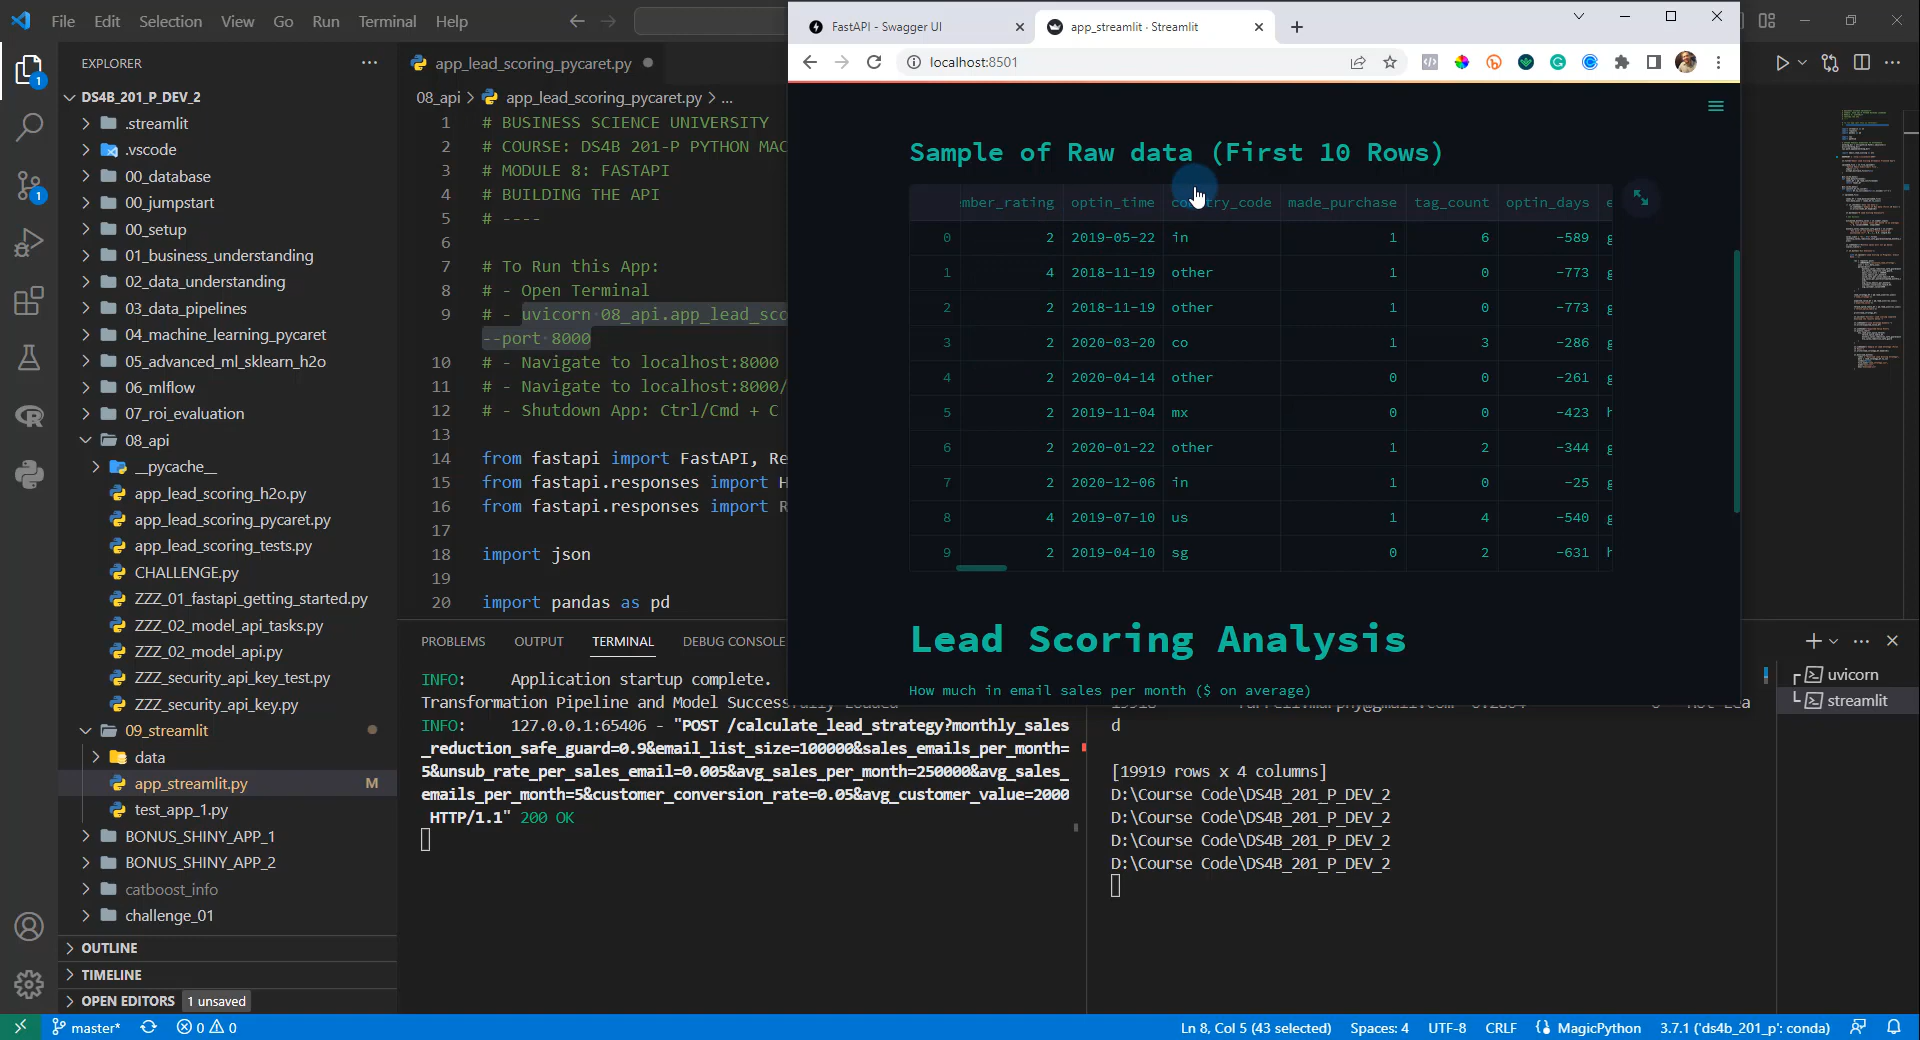 File Edit Selection View Go Run Terminal Help
FastAPI - Swagger UI
app_streamlit · Streamlit
localhost:8501
EXPLORER
DS4B_201_P_DEV_2
.streamlit
.vscode
00_database
00_jumpstart
00_setup
01_business_understanding
02_data_understanding
03_data_pipelines
04_machine_learning_pycaret
05_advanced_ml_sklearn_h2o
06_mlflow
07_roi_evaluation
08_api
__pycache__
app_lead_scoring_h2o.py
app_lead_scoring_pycaret.py
app_lead_scoring_tests.py
CHALLENGE.py
ZZZ_01_fastapi_getting_started.py
ZZZ_02_model_api_tasks.py
ZZZ_02_model_api.py
ZZZ_security_api_key_test.py
ZZZ_security_api_key.py
09_streamlit
data
app_streamlit.py M
test_app_1.py
BONUS_SHINY_APP_1
BONUS_SHINY_APP_2
catboost_info
challenge_01
OUTLINE
TIMELINE
OPEN EDITORS 1 unsaved
1
1
app_lead_scoring_pycaret.py
08_api > app_lead_scoring_pycaret.py > ...
1 # BUSINESS SCIENCE UNIVERSITY
2 # COURSE: DS4B 201-P PYTHON MAC
3 # MODULE 8: FASTAPI
4 # BUILDING THE API
5 # ----
6
7 # To Run this App:
8 # - Open Terminal
9 # - uvicorn 08_api.app_lead_sco
--port 8000
10 # - Navigate to localhost:8000
11 # - Navigate to localhost:8000/
12 # - Shutdown App: Ctrl/Cmd + C
13
14 from fastapi import FastAPI, Re
15 from fastapi.responses import H
16 from fastapi.responses import R
17
18 import json
19
20 import pandas as pd
Sample of Raw data (First 10 Rows)
mber_rating optin_time country_code made_purchase tag_count optin_days e
0 2 2019-05-22 in 1 6 -589 g
1 4 2018-11-19 other 1 0 -773 g
2 2 2018-11-19 other 1 0 -773 g
3 2 2020-03-20 co 1 3 -286 g
4 2 2020-04-14 other 0 0 -261 g
5 2 2019-11-04 mx 0 0 -423 h
6 2 2020-01-22 other 1 2 -344 g
7 2 2020-12-06 in 1 0 -25 g
8 4 2019-07-10 us 1 4 -540 g
9 2 2019-04-10 sg 0 2 -631 h
Lead Scoring Analysis
How much in email sales per month ($ on average)
PROBLEMS OUTPUT TERMINAL DEBUG CONSOLE
INFO: Application startup complete.
Transformation Pipeline and Model Successfully Loaded
INFO: 127.0.0.1:65406 - "POST /calculate_lead_strategy?monthly_sales
_reduction_safe_guard=0.9&email_list_size=100000&sales_emails_per_month=
5&unsub_rate_per_sales_email=0.005&avg_sales_per_month=250000&avg_sales_
emails_per_month=5&customer_conversion_rate=0.05&avg_customer_value=2000
HTTP/1.1" 200 OK
d
[19919 rows x 4 columns]
D:\Course Code\DS4B_201_P_DEV_2
D:\Course Code\DS4B_201_P_DEV_2
D:\Course Code\DS4B_201_P_DEV_2
D:\Course Code\DS4B_201_P_DEV_2
uvicorn
streamlit
master* 0 0
Ln 8, Col 5 (43 selected) Spaces: 4 UTF-8 CRLF MagicPython 3.7.1 ('ds4b_201_p': conda)